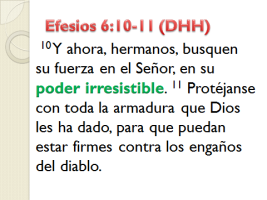 Efesios 6:10-11 (DHH)
10Y ahora, hermanos, busquen
su fuerza en el Señor, en su
poder irresistible. 11 Protéjanse
con toda la armadura que Dios
les ha dado, para que puedan
estar firmes contra los engaños
del diablo.